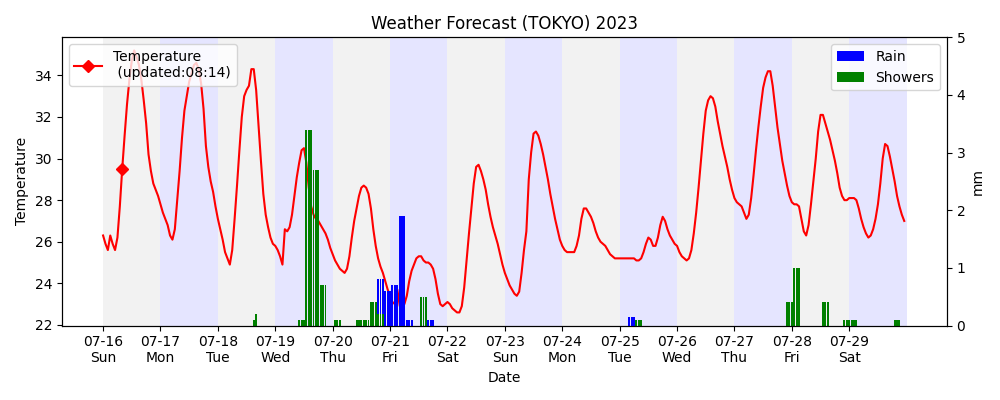 Weather Forecast (TOKYO) 2023
Temperature
(updated:08:14)
Rain
Showers
Temperature
34
32
30
28
26
24
22
5
4
3
2
1
0
mm
07-16 07-17 07-18 07-19 07-20 07-21 07-22 07-23 07-24 07-25 07-26 07-27 07-28 07-29
Sun Mon Tue Wed Thu Fri Sat Sun Mon Tue Wed Thu Fri Sat
Date